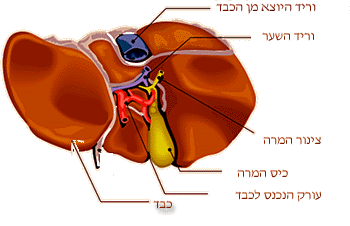 וריד היוצא מן הכבד
וריד השער
צינור המרה
כיס המרה
עורק הנכנס לכבד
כבד